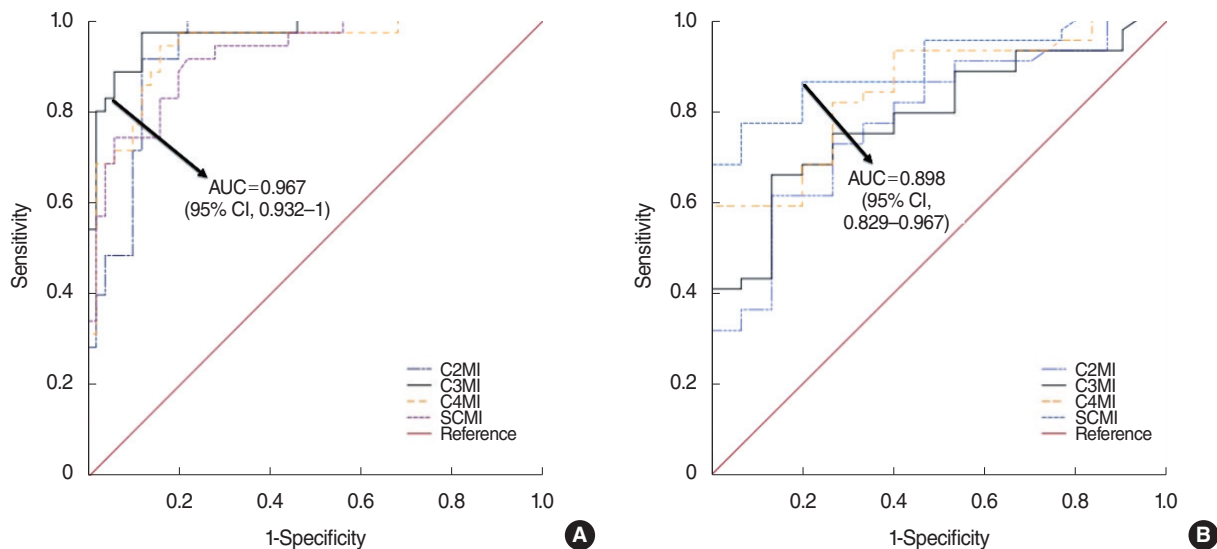 1.0
0.8
0.6
0.4
0.2
0
Sensitivity
AUC=0.967
(95% CI, 0.932–1)
C2MI
C3MI
C4MI
SCMI
Reference
0.2
0.4
0.6
0.8
1.0
1-Specificity
A
1.0
0.8
0.6
0.4
0.2
0
Sensitivity
AUC=0.898
(95% CI,
0.829–0.967)
C2MI
C3MI
C4MI
SCMI
Reference
0.2
0.4
0.6
0.8
1.0
1-Specificity
B